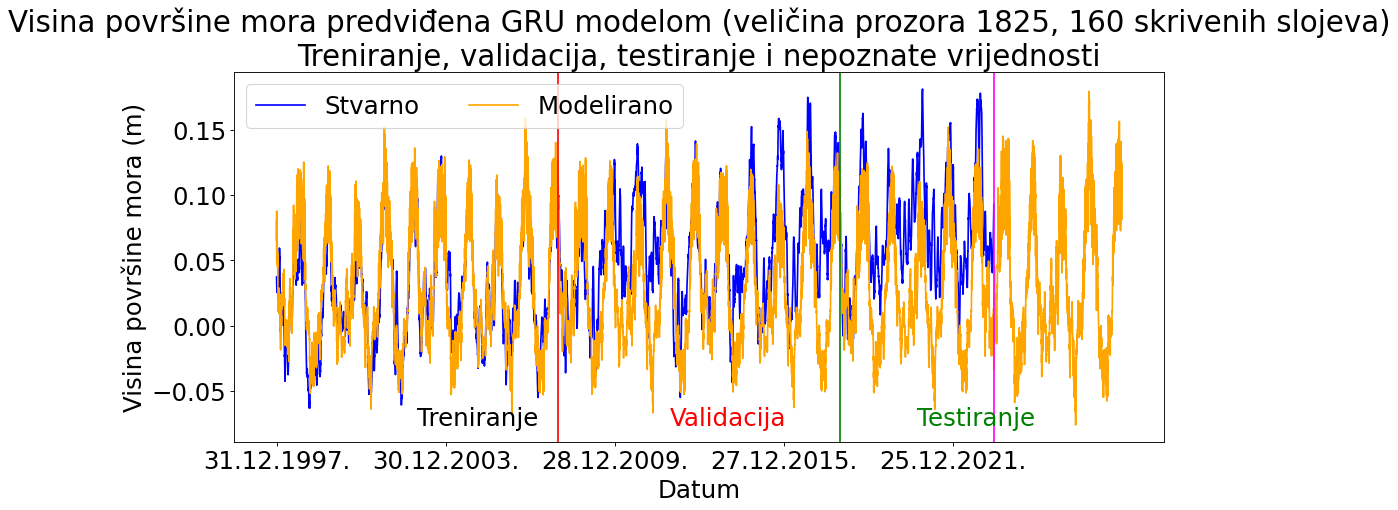 Visina površine mora predviđena GRU modelom (veličina prozora 1825, 160 skrivenih slojeva)
Treniranje, validacija, testiranje i nepoznate vrijednosti
Stvarno Modelirano
Visina površine mora (m)
0.15
0.10
0.05
0.00
−0.05
Treniranje Validacija Testiranje
31.12.1997. 30.12.2003. 28.12.2009. 27.12.2015. 25.12.2021.
Datum